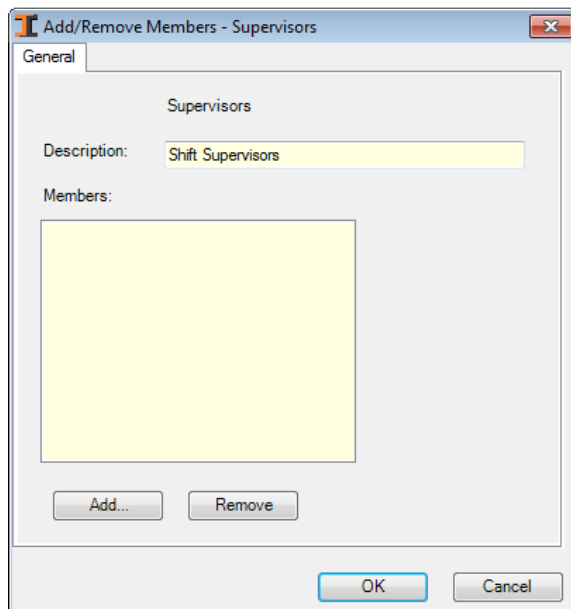 Add/Remove Members - Supervisors
General
Supervisors
Description: Shift Supervisors
Members:
Add... Remove
OK Cancel